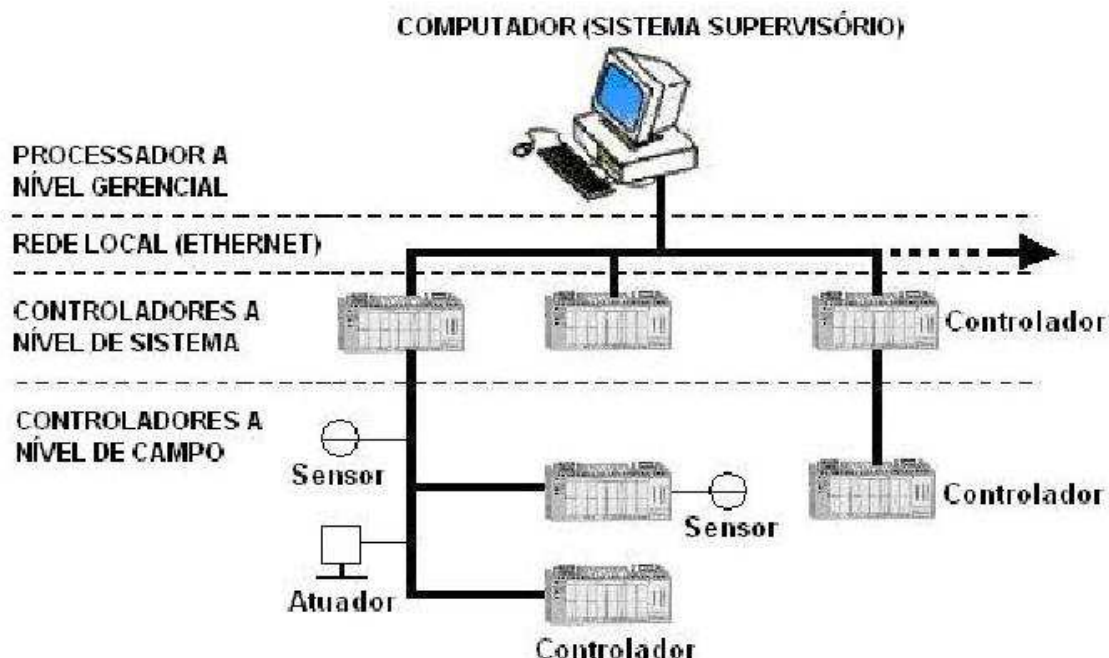 COMPUTADOR (SISTEMA SUPERVISÓRIO)
PROCESSADOR A
NÍVEL GERENCIAL
REDE LOCAL (ETHERNET)
CONTROLADORES A
NÍVEL DE SISTEMA
Controlador
CONTROLADORES A
NÍVEL DE CAMPO
Sensor
Sensor
Controlador
Atuador
Controlador